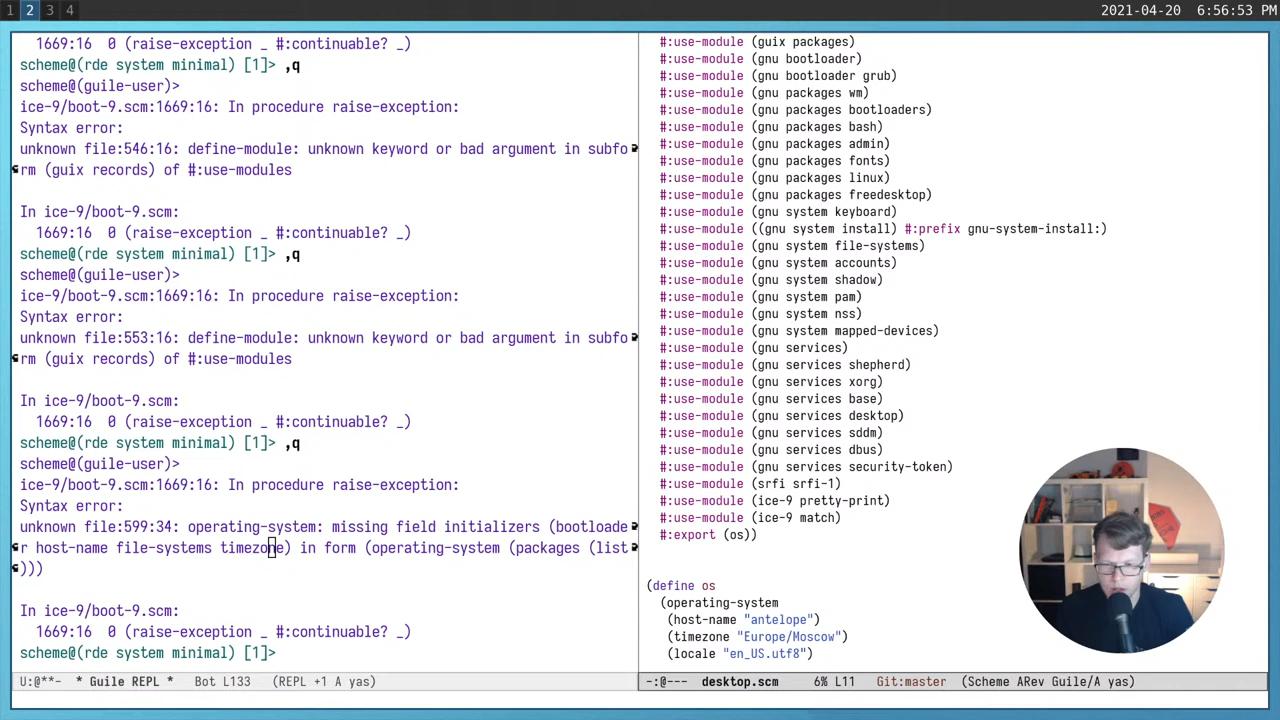 1 2 3 4 2021-04-20 6:56:53 PM
1669:16 0 (raise-exception _ #:continuable? _)
scheme@(rde system minimal) [1]> ,q
scheme@(guile-user)>
ice-9/boot-9.scm:1669:16: In procedure raise-exception:
Syntax error:
unknown file:546:16: define-module: unknown keyword or bad argument in subfo
rm (guix records) of #:use-modules
In ice-9/boot-9.scm:
1669:16 0 (raise-exception _ #:continuable? _)
scheme@(rde system minimal) [1]> ,q
scheme@(guile-user)>
ice-9/boot-9.scm:1669:16: In procedure raise-exception:
Syntax error:
unknown file:553:16: define-module: unknown keyword or bad argument in subfo
rm (guix records) of #:use-modules
In ice-9/boot-9.scm:
1669:16 0 (raise-exception _ #:continuable? _)
scheme@(rde system minimal) [1]> ,q
scheme@(guile-user)>
ice-9/boot-9.scm:1669:16: In procedure raise-exception:
Syntax error:
unknown file:599:34: operating-system: missing field initializers (bootloade
r host-name file-systems timezone) in form (operating-system (packages (list
)))
In ice-9/boot-9.scm:
1669:16 0 (raise-exception _ #:continuable? _)
scheme@(rde system minimal) [1]>
U:@**- * Guile REPL * Bot L133 (REPL +1 A yas)
#:use-module (guix packages)
#:use-module (gnu bootloader)
#:use-module (gnu bootloader grub)
#:use-module (gnu packages wm)
#:use-module (gnu packages bootloaders)
#:use-module (gnu packages bash)
#:use-module (gnu packages admin)
#:use-module (gnu packages fonts)
#:use-module (gnu packages linux)
#:use-module (gnu packages freedesktop)
#:use-module (gnu system keyboard)
#:use-module ((gnu system install) #:prefix gnu-system-install:)
#:use-module (gnu system file-systems)
#:use-module (gnu system accounts)
#:use-module (gnu system shadow)
#:use-module (gnu system pam)
#:use-module (gnu system nss)
#:use-module (gnu system mapped-devices)
#:use-module (gnu services)
#:use-module (gnu services shepherd)
#:use-module (gnu services xorg)
#:use-module (gnu services base)
#:use-module (gnu services desktop)
#:use-module (gnu services sddm)
#:use-module (gnu services dbus)
#:use-module (gnu services security-token)
#:use-module (srfi srfi-1)
#:use-module (ice-9 pretty-print)
#:use-module (ice-9 match)
#:export (os))
(define os
(operating-system
(host-name "antelope")
(timezone "Europe/Moscow")
(locale "en_US.utf8")
-:@--- desktop.scm 6% L11 Git:master (Scheme ARev Guile/A yas)